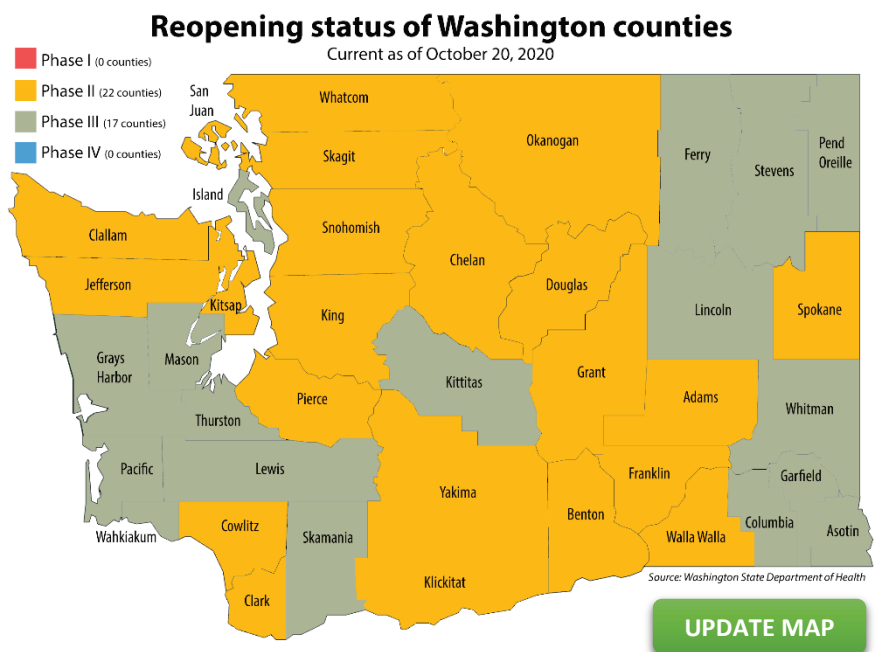 Reopening status of Washington counties
Current as of October 20, 2020
Phase I (0 counties)
Phase II (22 counties)
Phase III (17 counties)
Phase IV (0 counties)
San
Juan
Whatcom
Okanogan
Skagit
Ferry
Stevens
Pend
Oreille
Island
Snohomish
Clallam
Chelan
Jefferson
Douglas
Kitsap
King
Lincoln
Spokane
Grays
Harbor
Mason
Kittitas
Grant
Pierce
Adams
Whitman
Thurston
Pacific
Lewis
Yakima
Franklin
Garfield
Benton
Cowlitz
Wahkiakum
Skamania
Walla Walla
Columbia
Asotin
Klickitat
Clark
Source: Washington State Department of Health
UPDATE MAP